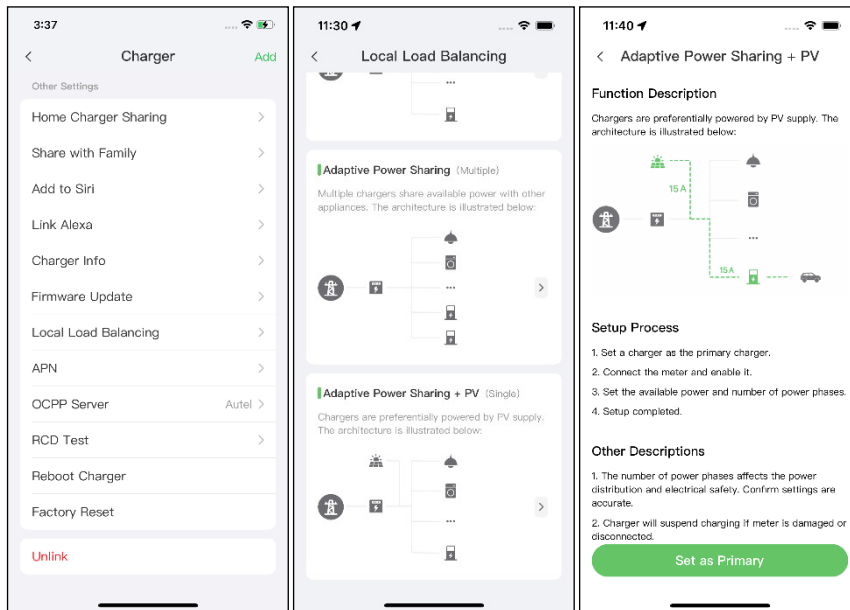 3:37
Charger
Add
Other Settings
Home Charger Sharing
Share with Family
Add to Siri
Link Alexa
Charger Info
Firmware Update
Local Load Balancing
APN
OCPP Server
Autel
RCD Test
Reboot Charger
Factory Reset
Unlink
11:30
Local Load Balancing
...
Adaptive Power Sharing (Multiple)
Multiple chargers share available power with other
appliances. The architecture is illustrated below:
...
Adaptive Power Sharing + PV (Single)
Chargers are preferentially powered by PV supply.
The architecture is illustrated below:
...
11:40
Adaptive Power Sharing + PV
Function Description
Chargers are preferentially powered by PV supply. The
architecture is illustrated below:
15 A
...
15 A
Setup Process
1. Set a charger as the primary charger.
2. Connect the meter and enable it.
3. Set the available power and number of power phases.
4. Setup completed.
Other Descriptions
1. The number of power phases affects the power
distribution and electrical safety. Confirm settings are
accurate.
2. Charger will suspend charging if meter is damaged or
disconnected.
Set as Primary